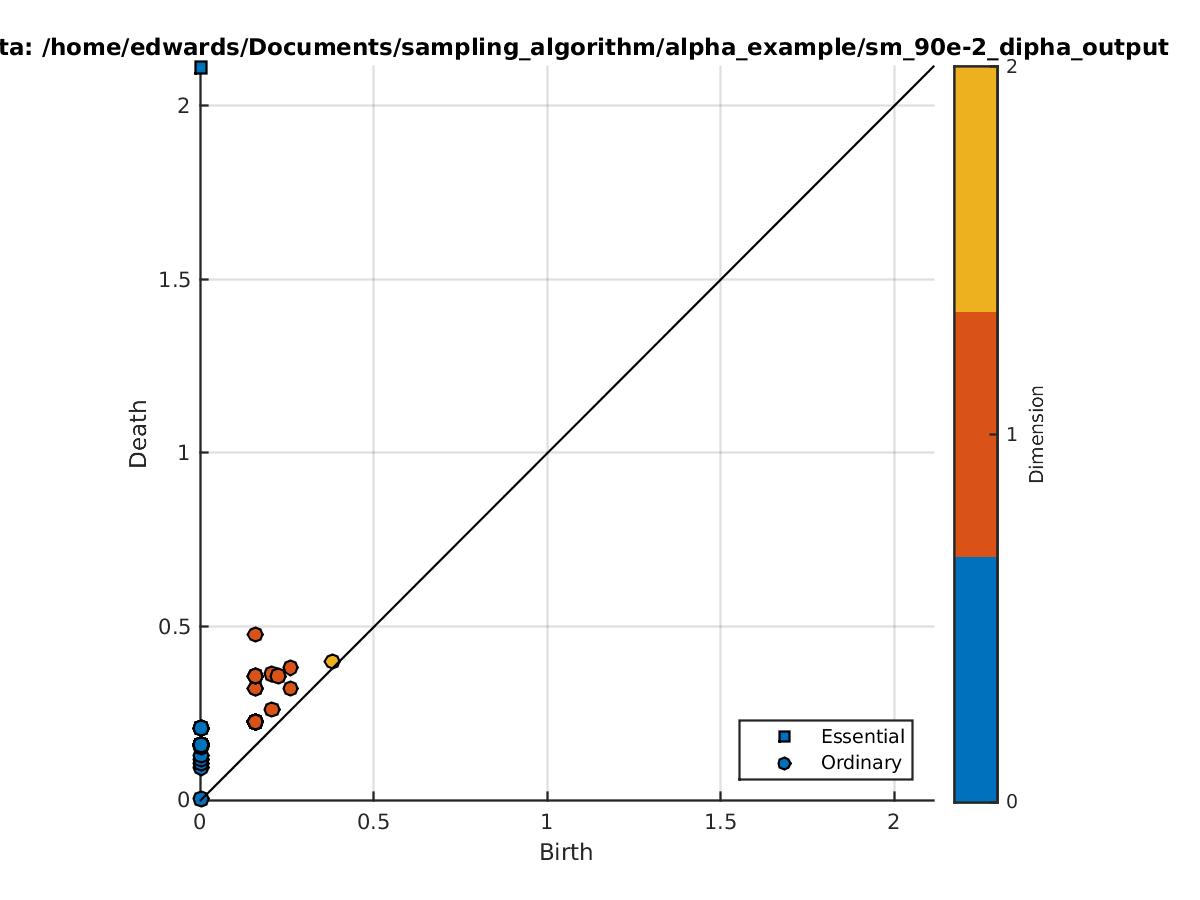 ta: /home/edwards/Documents/sampling_algorithm/alpha_example/sm_90e-2_dipha_output
2
1.5
1
0.5
0
0
0.5
1
1.5
2
Death
Birth
Essential
Ordinary
2
1
0
Dimension